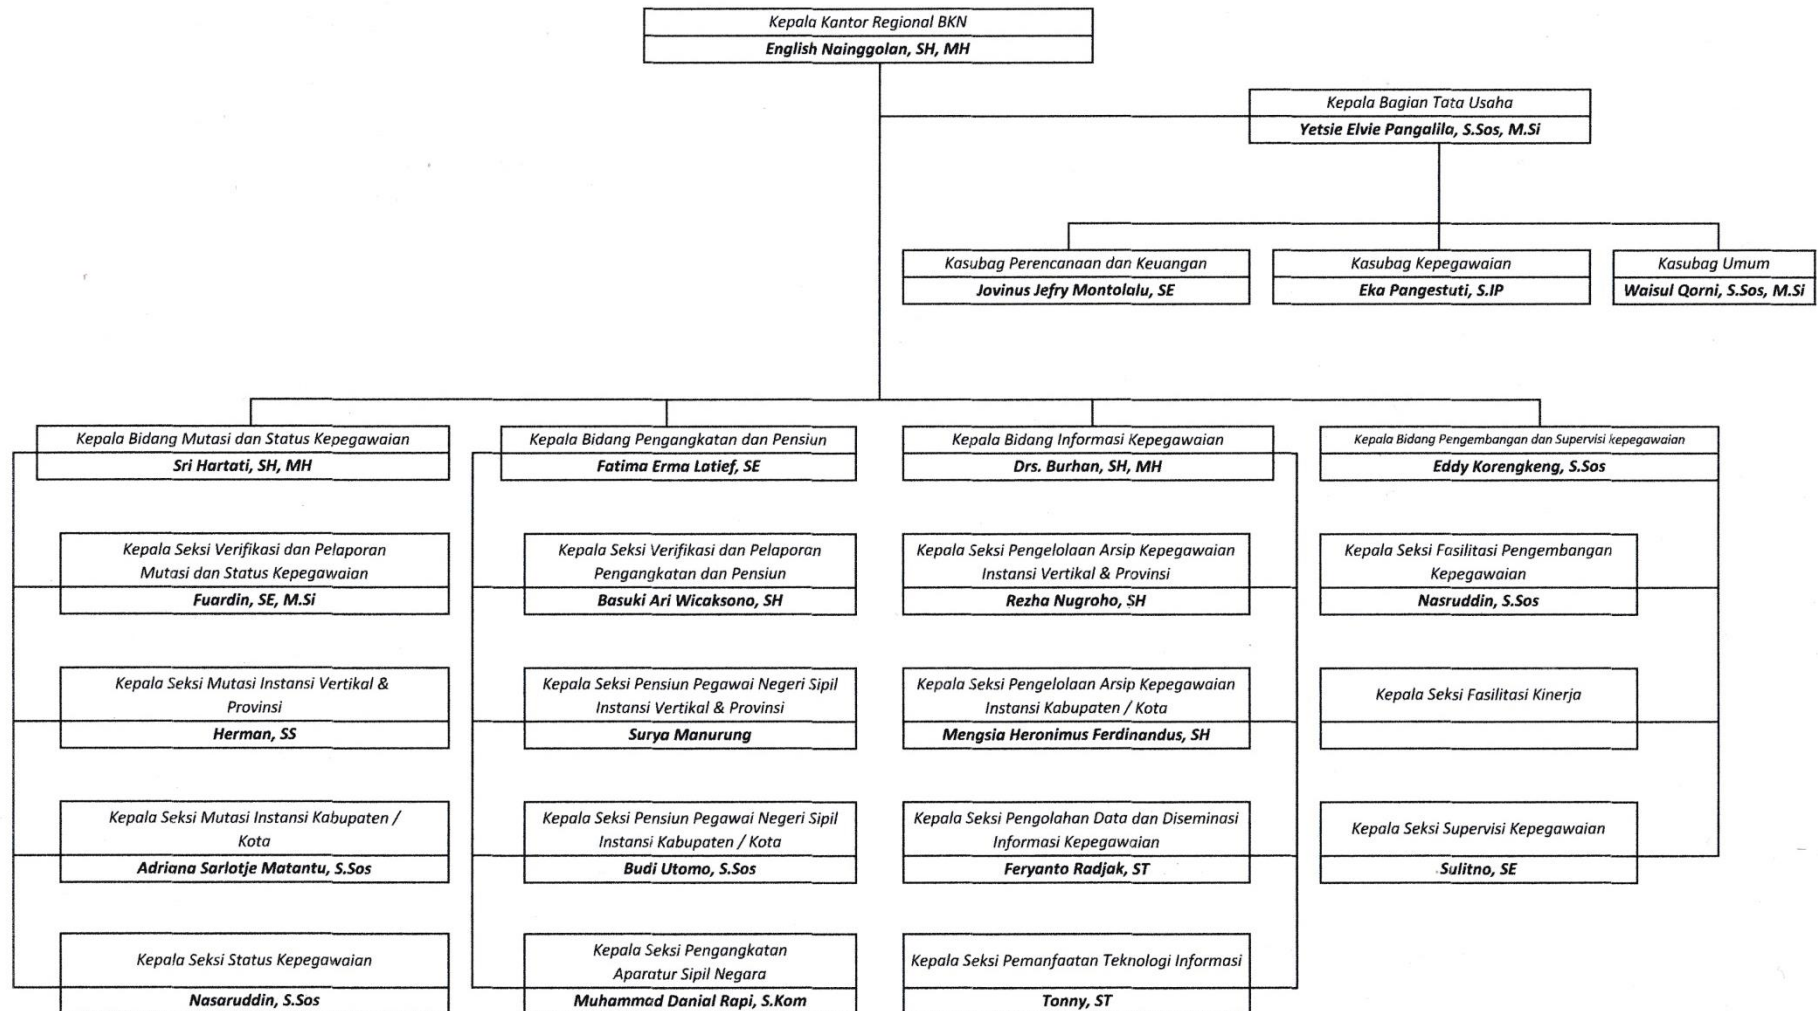 Kepala Kantor Regional BKN
English Nainggolan, SH, MH
Kepala Bagian Tata Usaha
Yetsie Elvie Pangalila, S.Sos, M.Si
Kasubag Perencanaan dan Keuangan
Jovinus Jefry Montolalu, SE
Kasubag Kepegawaian
Eka Pangestuti, S.IP
Kasubag Umum
Waisul Qorni, S.Sos, M.Si
Kepala Bidang Mutasi dan Status Kepegawaian
Sri Hartati, SH, MH
Kepala Seksi Verifikasi dan Pelaporan
Mutasi dan Status Kepegawaian
Fuardin, SE, M.Si
Kepala Seksi Mutasi Instansi Vertikal &
Provinsi
Herman, SS
Kepala Seksi Mutasi Instansi Kabupaten /
Kota
Adriana Sarlotje Matantu, S.Sos
Kepala Seksi Status Kepegawaian
Nasaruddin, S.Sos
Kepala Bidang Pengangkatan dan Pensiun
Fatima Erma Latief, SE
Kepala Seksi Verifikasi dan Pelaporan
Pengangkatan dan Pensiun
Basuki Ari Wicaksono, SH
Kepala Seksi Pensiun Pegawai Negeri Sipil
Instansi Vertikal & Provinsi
Surya Manurung
Kepala Seksi Pensiun Pegawai Negeri Sipil
Instansi Kabupaten / Kota
Budi Utomo, S.Sos
Kepala Seksi Pengangkatan
Aparatur Sipil Negara
Muhammad Danial Rapi, S.Kom
Kepala Bidang Informasi Kepegawaian
Drs. Burhan, SH, MH
Kepala Seksi Pengelolaan Arsip Kepegawaian
Instansi Vertikal & Provinsi
Rezha Nugroho, SH
Kepala Seksi Pengelolaan Arsip Kepegawaian
Instansi Kabupaten / Kota
Mengsia Heronimus Ferdinandus, SH
Kepala Seksi Pengolahan Data dan Diseminasi
Informasi Kepegawaian
Feryanto Radjak, ST
Kepala Seksi Pemanfaatan Teknologi Informasi
Tonny, ST
Kepala Bidang Pengembangan dan Supervisi kepegawaian
Eddy Korengkeng, S.Sos
Kepala Seksi Fasilitasi Pengembangan
Kepegawaian
Nasruddin, S.Sos
Kepala Seksi Fasilitasi Kinerja
Kepala Seksi Supervisi Kepegawaian
Sulitno, SE